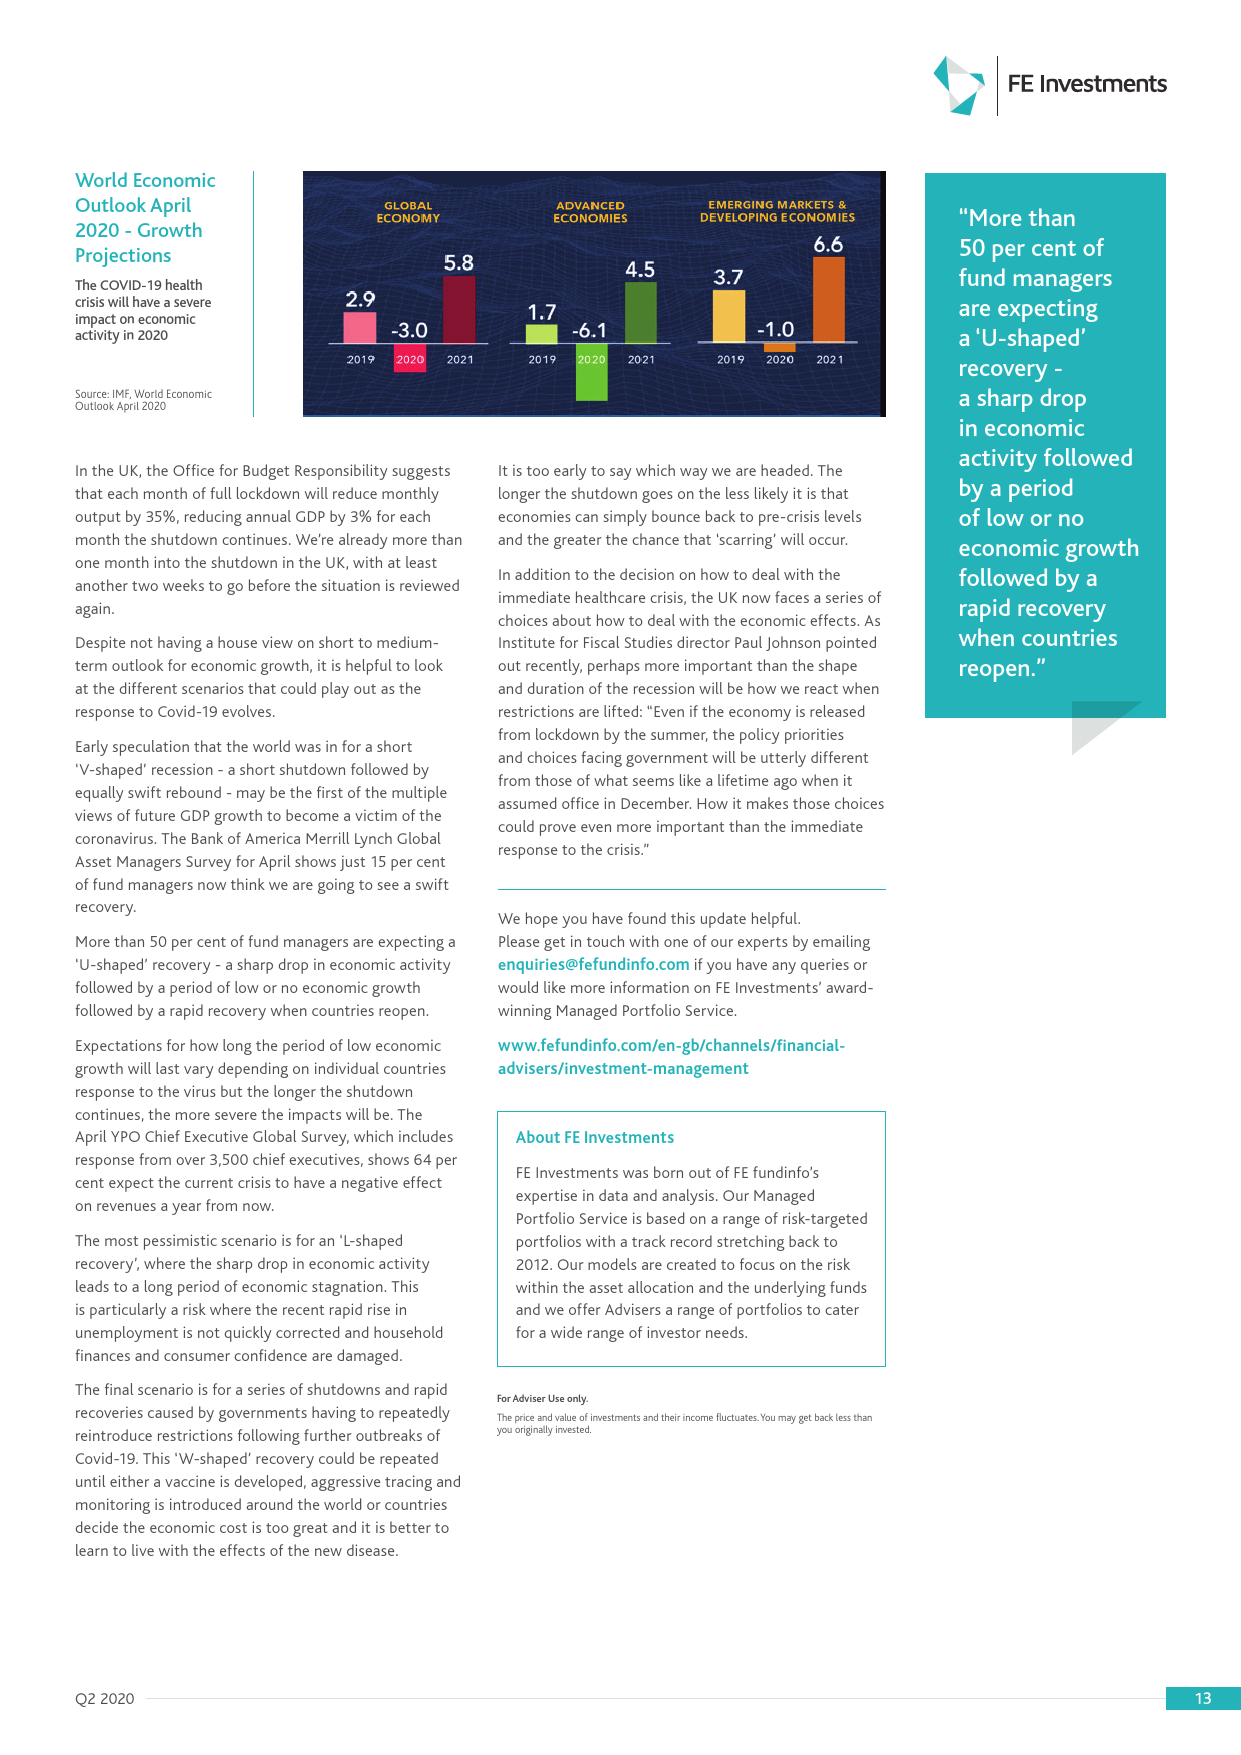 FE Investments
World Economic
Outlook April
2020 - Growth
Projections
The COVID-19 health
crisis will have a severe
impact on economic
activity in 2020
Source: IMF, World Economic
Outlook April 2020
GLOBAL
ECONOMY
2.9
-3.0
5.8
2019 2020 2021
ADVANCED
ECONOMIES
1.7
-6.1
4.5
2019 2020 2021
EMERGING MARKETS &
DEVELOPING ECONOMIES
3.7
-1.0
6.6
2019 2020 2021
“More than
50 per cent of
fund managers
are expecting
a ‘U-shaped’
recovery -
a sharp drop
in economic
activity followed
by a period
of low or no
economic growth
followed by a
rapid recovery
when countries
reopen.”
In the UK, the Office for Budget Responsibility suggests
that each month of full lockdown will reduce monthly
output by 35%, reducing annual GDP by 3% for each
month the shutdown continues. We’re already more than
one month into the shutdown in the UK, with at least
another two weeks to go before the situation is reviewed
again.
Despite not having a house view on short to medium-
term outlook for economic growth, it is helpful to look
at the different scenarios that could play out as the
response to Covid-19 evolves.
Early speculation that the world was in for a short
‘V-shaped’ recession - a short shutdown followed by
equally swift rebound - may be the first of the multiple
views of future GDP growth to become a victim of the
coronavirus. The Bank of America Merrill Lynch Global
Asset Managers Survey for April shows just 15 per cent
of fund managers now think we are going to see a swift
recovery.
More than 50 per cent of fund managers are expecting a
‘U-shaped’ recovery - a sharp drop in economic activity
followed by a period of low or no economic growth
followed by a rapid recovery when countries reopen.
Expectations for how long the period of low economic
growth will last vary depending on individual countries
response to the virus but the longer the shutdown
continues, the more severe the impacts will be. The
April YPO Chief Executive Global Survey, which includes
response from over 3,500 chief executives, shows 64 per
cent expect the current crisis to have a negative effect
on revenues a year from now.
The most pessimistic scenario is for an ‘L-shaped
recovery’, where the sharp drop in economic activity
leads to a long period of economic stagnation. This
is particularly a risk where the recent rapid rise in
unemployment is not quickly corrected and household
finances and consumer confidence are damaged.
The final scenario is for a series of shutdowns and rapid
recoveries caused by governments having to repeatedly
reintroduce restrictions following further outbreaks of
Covid-19. This ‘W-shaped’ recovery could be repeated
until either a vaccine is developed, aggressive tracing and
monitoring is introduced around the world or countries
decide the economic cost is too great and it is better to
learn to live with the effects of the new disease.
It is too early to say which way we are headed. The
longer the shutdown goes on the less likely it is that
economies can simply bounce back to pre-crisis levels
and the greater the chance that ‘scarring’ will occur.
In addition to the decision on how to deal with the
immediate healthcare crisis, the UK now faces a series of
choices about how to deal with the economic effects. As
Institute for Fiscal Studies director Paul Johnson pointed
out recently, perhaps more important than the shape
and duration of the recession will be how we react when
restrictions are lifted: “Even if the economy is released
from lockdown by the summer, the policy priorities
and choices facing government will be utterly different
from those of what seems like a lifetime ago when it
assumed office in December. How it makes those choices
could prove even more important than the immediate
response to the crisis.”
We hope you have found this update helpful.
Please get in touch with one of our experts by emailing
enquiries@fefundinfo.com if you have any queries or
would like more information on FE Investments’ award-
winning Managed Portfolio Service.
www.fefundinfo.com/en-gb/channels/financial-
advisers/investment-management
About FE Investments
FE Investments was born out of FE fundinfo’s
expertise in data and analysis. Our Managed
Portfolio Service is based on a range of risk-targeted
portfolios with a track record stretching back to
2012. Our models are created to focus on the risk
within the asset allocation and the underlying funds
and we offer Advisers a range of portfolios to cater
for a wide range of investor needs.
For Adviser Use only.
The price and value of investments and their income fluctuates. You may get back less than
you originally invested.
Q2 2020
13